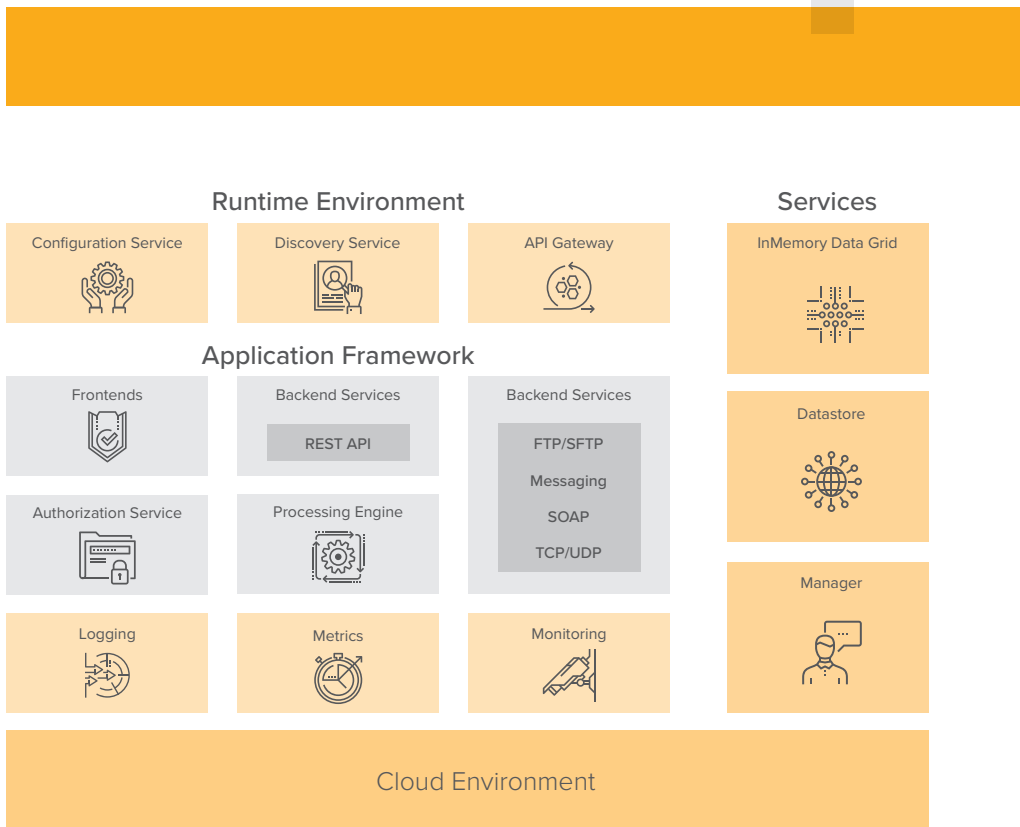 Runtime Environment
Services
Configuration Service
Discovery Service
API Gateway
InMemory Data Grid
Application Framework
Frontends
Backend Services
REST API
Backend Services
FTP/SFTP
Messaging
SOAP
TCP/UDP
Datastore
Authorization Service
Processing Engine
Manager
Logging
Metrics
Monitoring
Cloud Environment